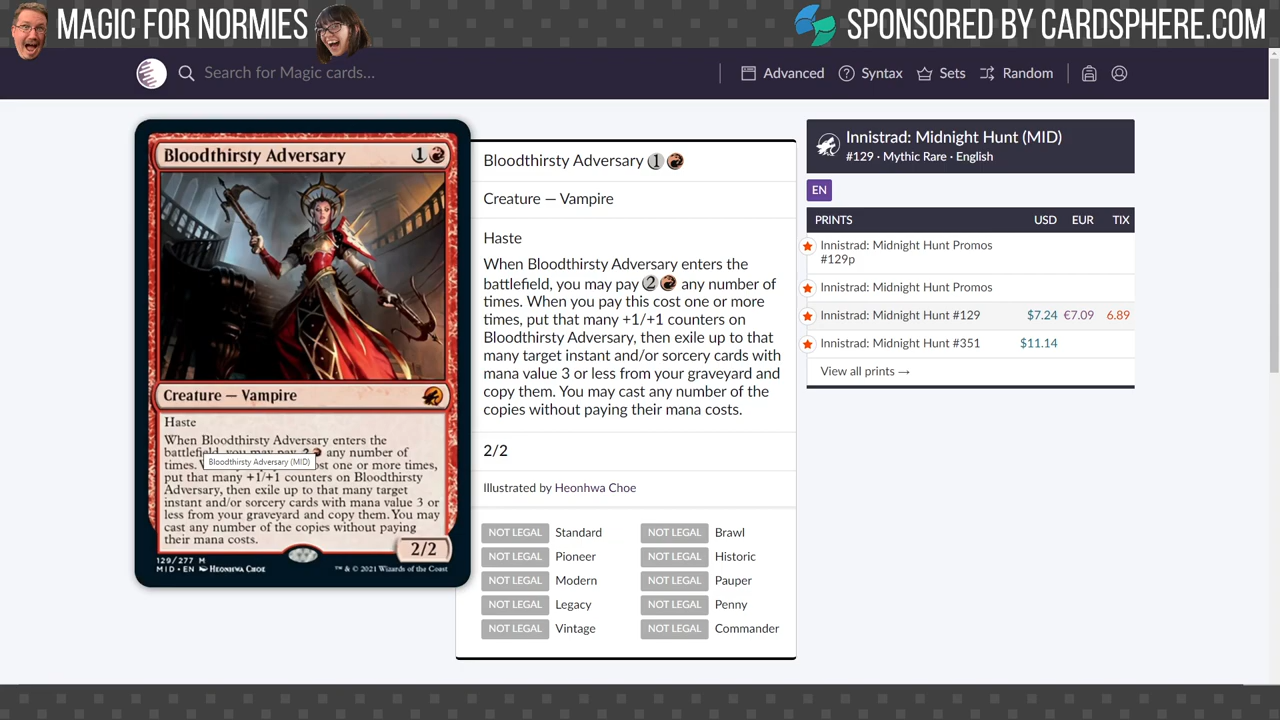 MAGIC FOR NORMIES
SPONSORED BY CARDSPHERE.COM
Search for Magic cards...
Advanced
Syntax
Sets
Random
Bloodthirsty Adversary 1
Creature — Vampire
Haste
When Bloodthirsty Adversary enters the
battlefield, you may pay 2 any number of
times. W ost one or more times,
put that many +1/+1 counters on Bloodthirsty
Adversary, then exile up to that many target
instant and/or sorcery cards with mana value 3 or
less from your graveyard and copy them. You may
cast any number of the copies without paying
their mana costs.
2/2
129/277 M
MID • EN HEONHWA CHOE
™ & © 2021 Wizards of the Coast
Bloodthirsty Adversary (MID)
Bloodthirsty Adversary 1
Creature — Vampire
Haste
When Bloodthirsty Adversary enters the
battlefield, you may pay 2 any number of
times. When you pay this cost one or more
times, put that many +1/+1 counters on
Bloodthirsty Adversary, then exile up to that
many target instant and/or sorcery cards with
mana value 3 or less from your graveyard and
copy them. You may cast any number of the
copies without paying their mana costs.
2/2
Illustrated by Heonhwa Choe
NOT LEGAL Standard NOT LEGAL Brawl
NOT LEGAL Pioneer NOT LEGAL Historic
NOT LEGAL Modern NOT LEGAL Pauper
NOT LEGAL Legacy NOT LEGAL Penny
NOT LEGAL Vintage NOT LEGAL Commander
Innistrad: Midnight Hunt (MID)
#129 · Mythic Rare · English
EN
PRINTS USD EUR TIX
Innistrad: Midnight Hunt Promos
#129p
Innistrad: Midnight Hunt Promos
Innistrad: Midnight Hunt #129 $7.24 €7.09 6.89
Innistrad: Midnight Hunt #351 $11.14
View all prints →